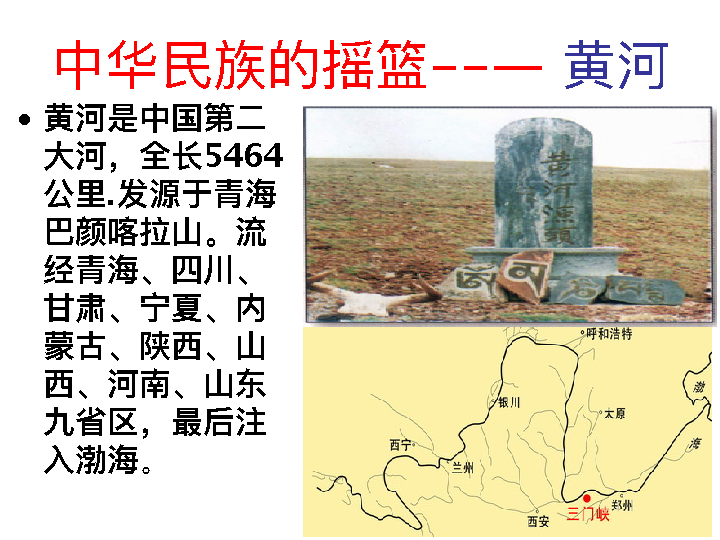 中华民族的摇篮--— 黄河
• 黄河是中国第二
大河，全长5464
公里.发源于青海
巴颜喀拉山。流
经青海、四川、
甘肃、宁夏、内
蒙古、陕西、山
西、河南、山东
九省区，最后注
入渤海。
黄河源头
呼和浩特
银川
太原
渤
海
西宁
兰州
郑州
三门峡
西安